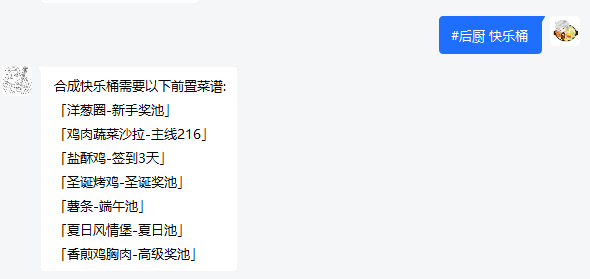 #后厨 快乐桶
合成快乐桶需要以下前置菜谱:
「洋葱圈-新手奖池」
「鸡肉蔬菜沙拉-主线216」
「盐酥鸡-签到3天」
「圣诞烤鸡-圣诞奖池」
「薯条-端午池」
「夏日风情堡-夏日池」
「香煎鸡胸肉-高级奖池」